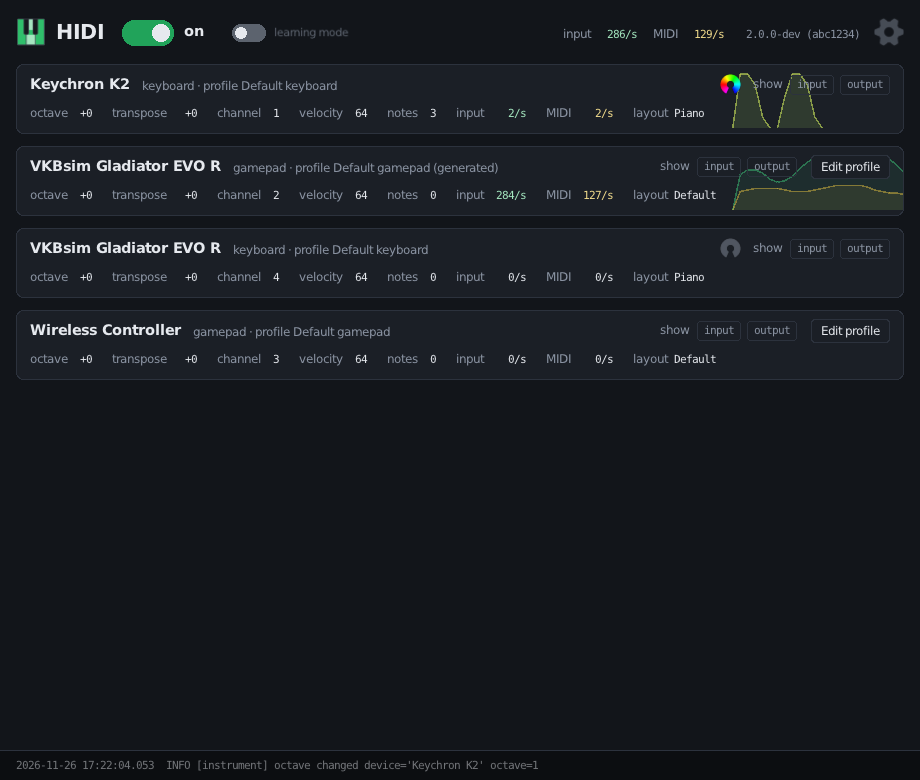 HIDI on learning mode input 286/s MIDI 129/s 2.0.0-dev (abc1234)
Keychron K2 keyboard · profile Default keyboard show input output
octave +0 transpose +0 channel 1 velocity 64 notes 3 input 2/s MIDI 2/s layout Piano
VKBsim Gladiator EVO R gamepad · profile Default gamepad (generated) show input output Edit profile
octave +0 transpose +0 channel 2 velocity 64 notes 0 input 284/s MIDI 127/s layout Default
VKBsim Gladiator EVO R keyboard · profile Default keyboard show input output
octave +0 transpose +0 channel 4 velocity 64 notes 0 input 0/s MIDI 0/s layout Piano
Wireless Controller gamepad · profile Default gamepad show input output Edit profile
octave +0 transpose +0 channel 3 velocity 64 notes 0 input 0/s MIDI 0/s layout Default
2026-11-26 17:22:04.053 INFO [instrument] octave changed device='Keychron K2' octave=1